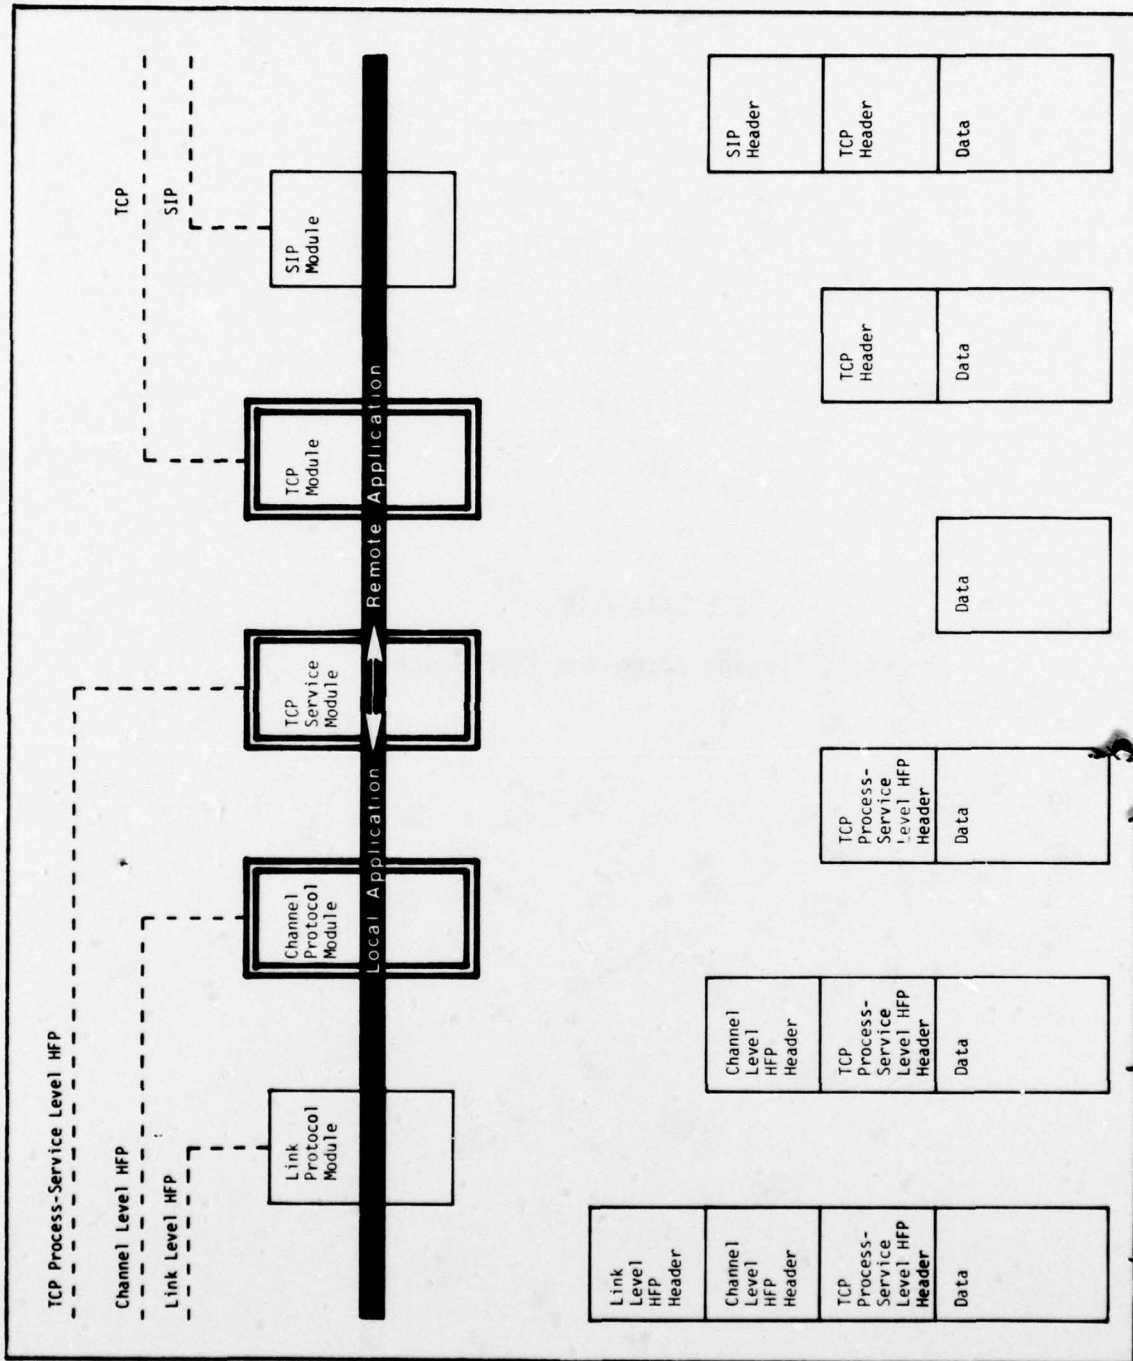 TCP Process-Service Level HFP
Channel Level HFP
Link Level HFP
TCP
SIP
Link
Protocol
Module
Channel
Protocol
Module
TCP
Service
Module
TCP
Module
SIP
Module
Local Application
Remote Application
Link
Level
HFP
Header
Channel
Level
HFP
Header
TCP
Process-
Service
Level HFP
Header
Data
Channel
Level
HFP
Header
TCP
Process-
Service
Level HFP
Header
Data
TCP
Process-
Service
Level HFP
Header
Data
Data
TCP
Header
Data
SIP
Header
TCP
Header
Data